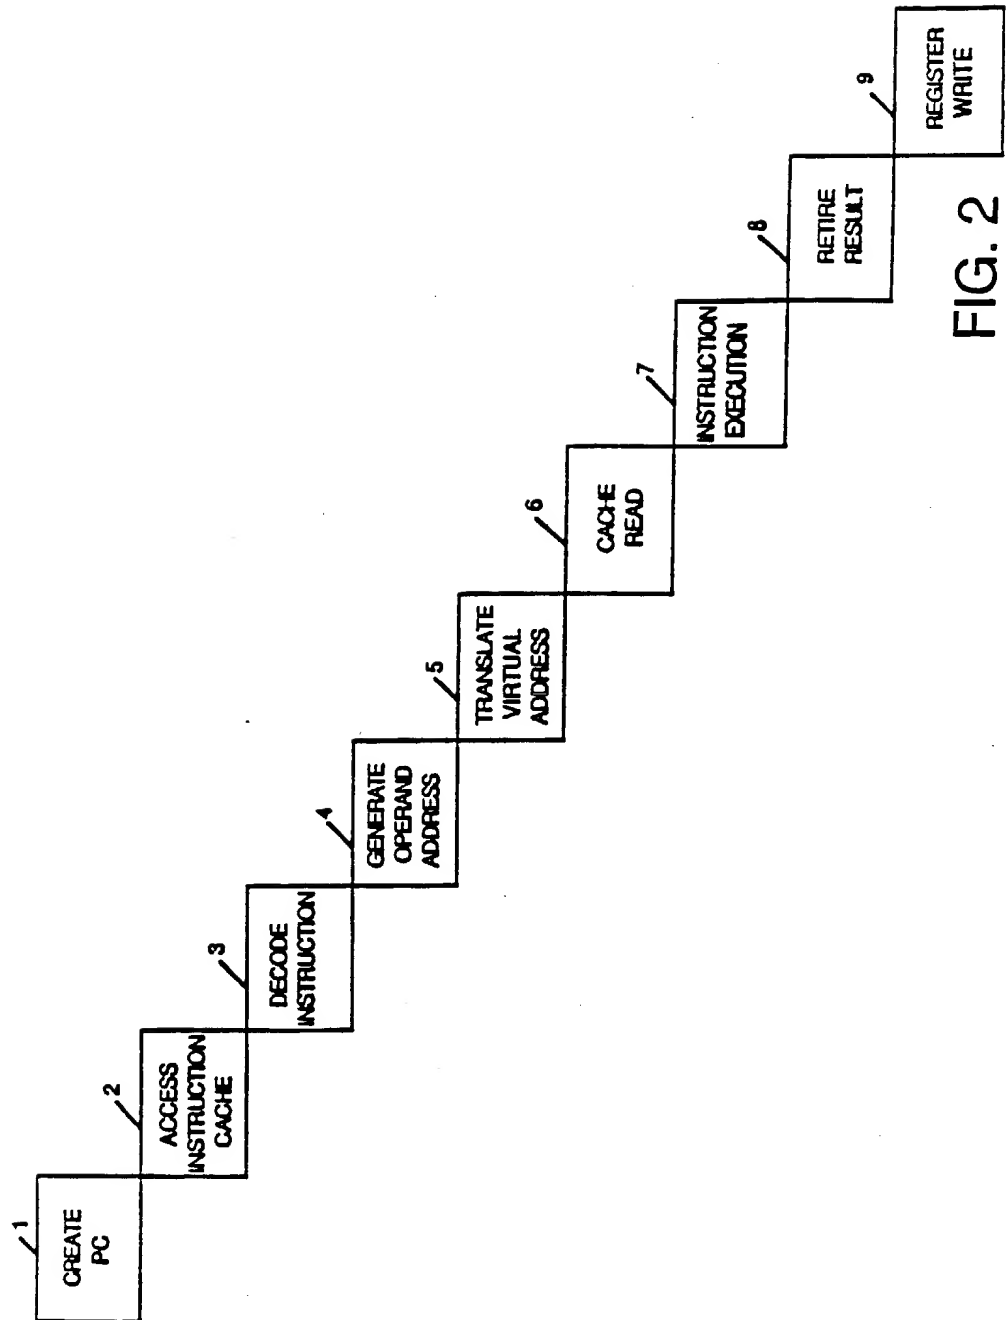 1
CREATE
PC
2
ACCESS
INSTRUCTION
CACHE
3
DECODE
INSTRUCTION
4
GENERATE
OPERAND
ADDRESS
5
TRANSLATE
VIRTUAL
ADDRESS
6
CACHE
READ
7
INSTRUCTION
EXECUTION
8
RETIRE
RESULT
9
REGISTER
WRITE
FIG. 2